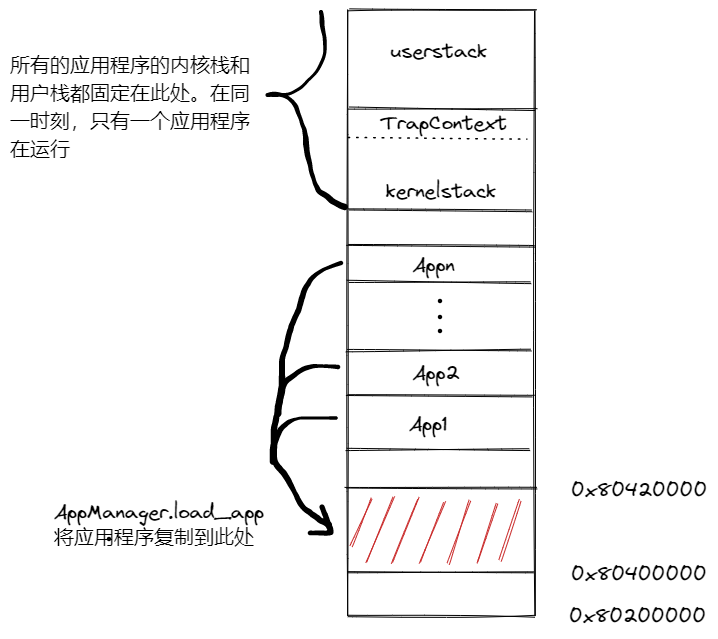 所有的应用程序的内核栈和
用户栈都固定在此处。在同
一时刻，只有一个应用程序
在运行
userstack
TrapContext
kernelstack
Appn
App2
App1
AppManager.load_app
将应用程序复制到此处
0x80420000
0x80400000
0x80200000